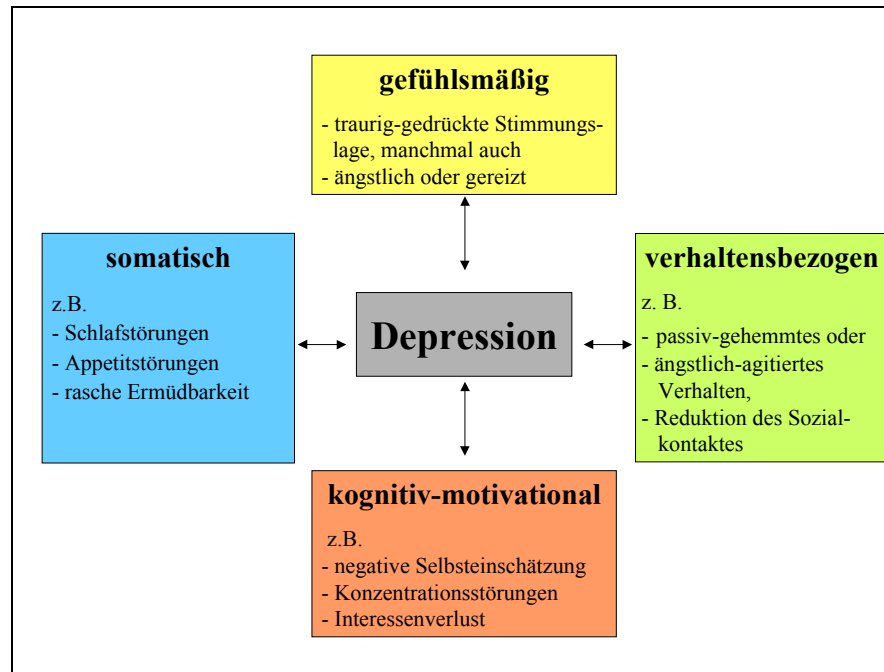 gefühlsmäßig
- traurig-gedrückte Stimmungs-
lage, manchmal auch
- ängstlich oder gereizt
somatisch
z.B.
- Schlafstörungen
- Appetitstörungen
- rasche Ermüdbarkeit
Depression
verhaltensbezogen
z. B.
- passiv-gehemmtes oder
- ängstlich-agitiertes
Verhalten,
- Reduktion des Sozial-
kontaktes
kognitiv-motivational
z.B.
- negative Selbsteinschätzung
- Konzentrationsstörungen
- Interessenverlust